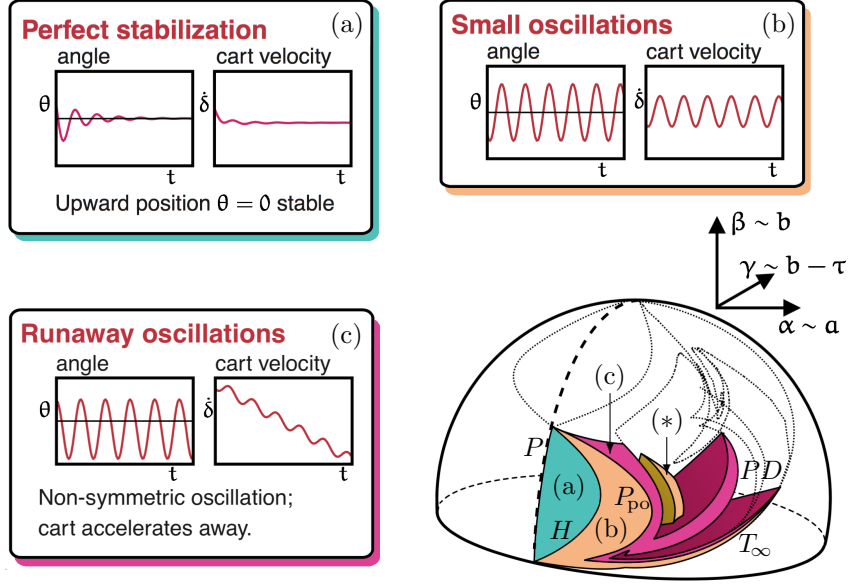 Perfect stabilization (a)
angle cart velocity
θ δ̇
t t
Upward position θ = 0 stable
Small oscillations (b)
angle cart velocity
θ δ̇
t t
β ~ b
γ ~ b − τ
α ~ a
Runaway oscillations (c)
angle cart velocity
θ δ̇
t t
Non-symmetric oscillation;
cart accelerates away.
(c)
(*)
P
(a)
P_po
PD
H
(b)
T_∞